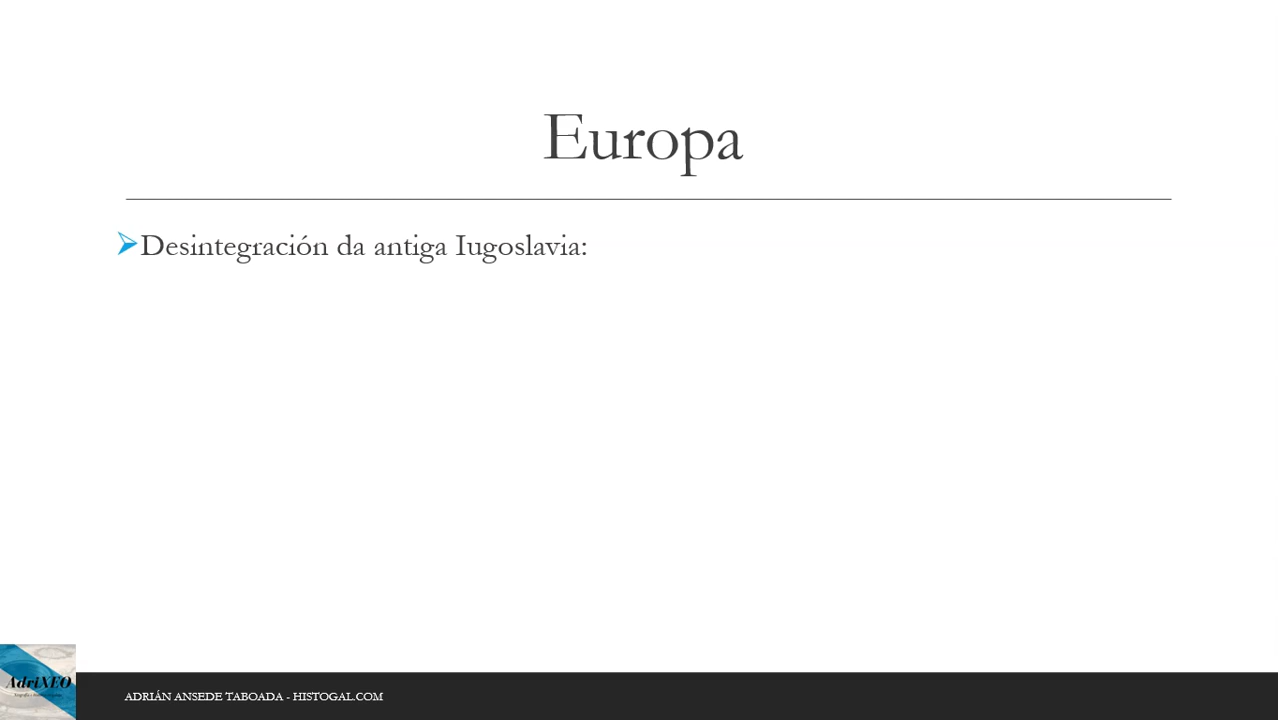 Europa
Desintegración da antiga Iugoslavia:
AdriXEO
ADRIÁN ANSEDE TABOADA - HISTOGAL.COM